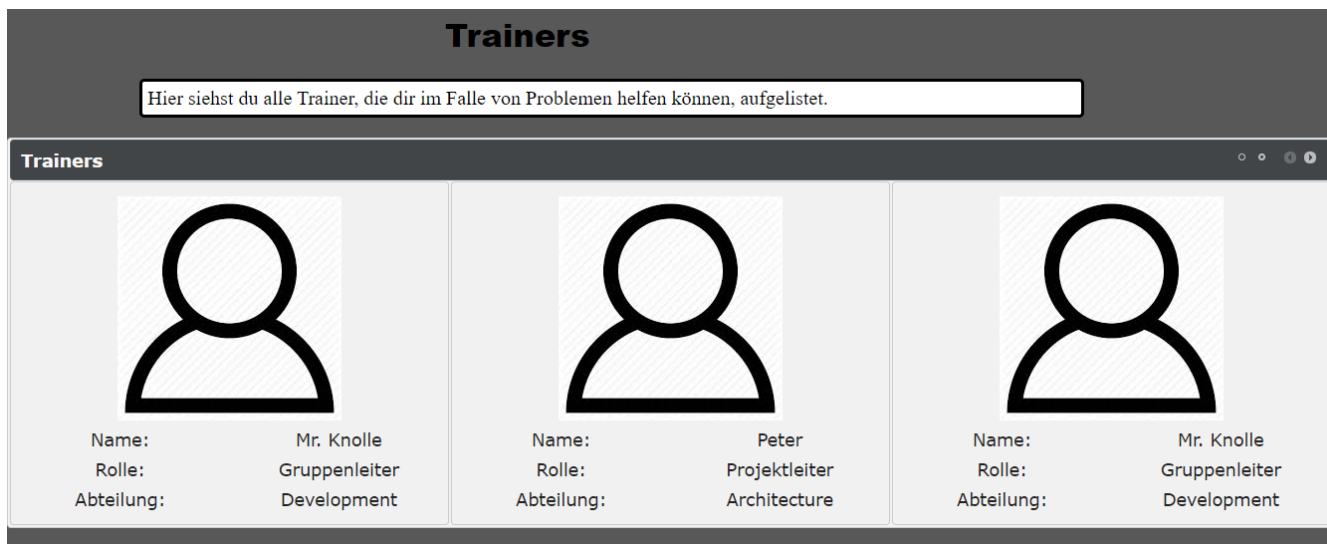 Trainers
Hier siehst du alle Trainer, die dir im Falle von Problemen helfen können, aufgelistet.
Trainers
Name: Mr. Knolle
Rolle: Gruppenleiter
Abteilung: Development
Name: Peter
Rolle: Projektleiter
Abteilung: Architecture
Name: Mr. Knolle
Rolle: Gruppenleiter
Abteilung: Development